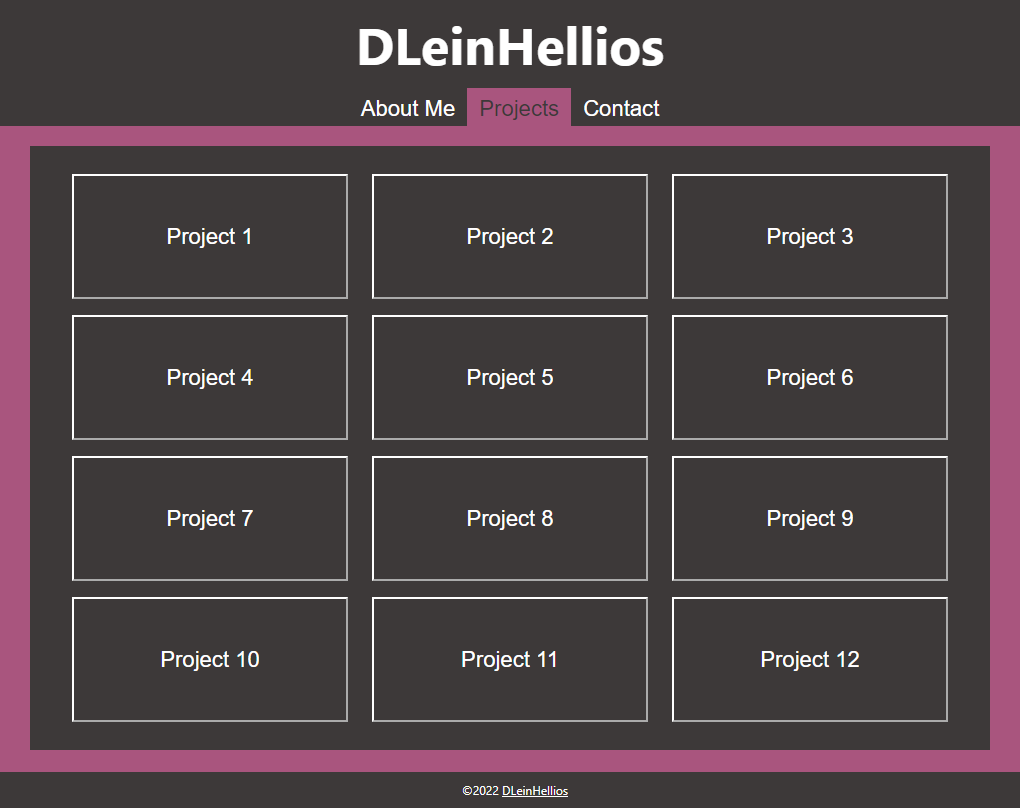 DLeinHellios
About Me Projects Contact
Project 1 Project 2 Project 3
Project 4 Project 5 Project 6
Project 7 Project 8 Project 9
Project 10 Project 11 Project 12
©2022 DLeinHellios